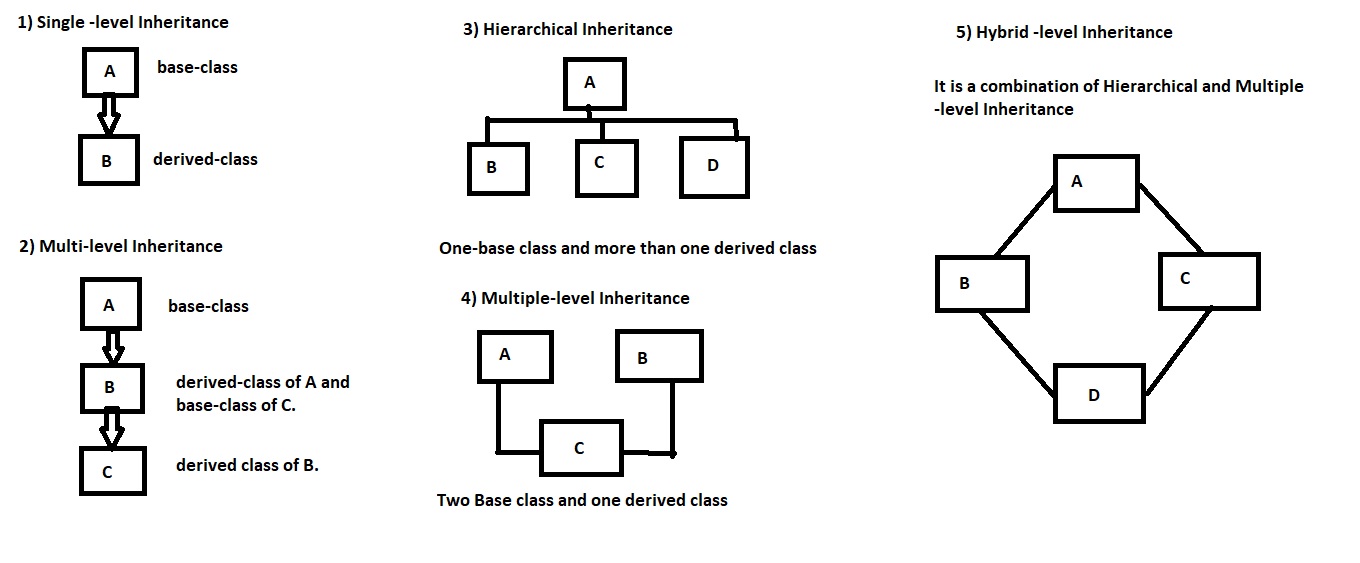 1) Single -level Inheritance
A
base-class
B
derived-class
2) Multi-level Inheritance
A
base-class
B
derived-class of A and
base-class of C.
C
derived class of B.
3) Hierarchical Inheritance
A
B
C
D
One-base class and more than one derived class
4) Multiple-level Inheritance
A
B
C
Two Base class and one derived class
5) Hybrid -level Inheritance
It is a combination of Hierarchical and Multiple
-level Inheritance
A
B
C
D